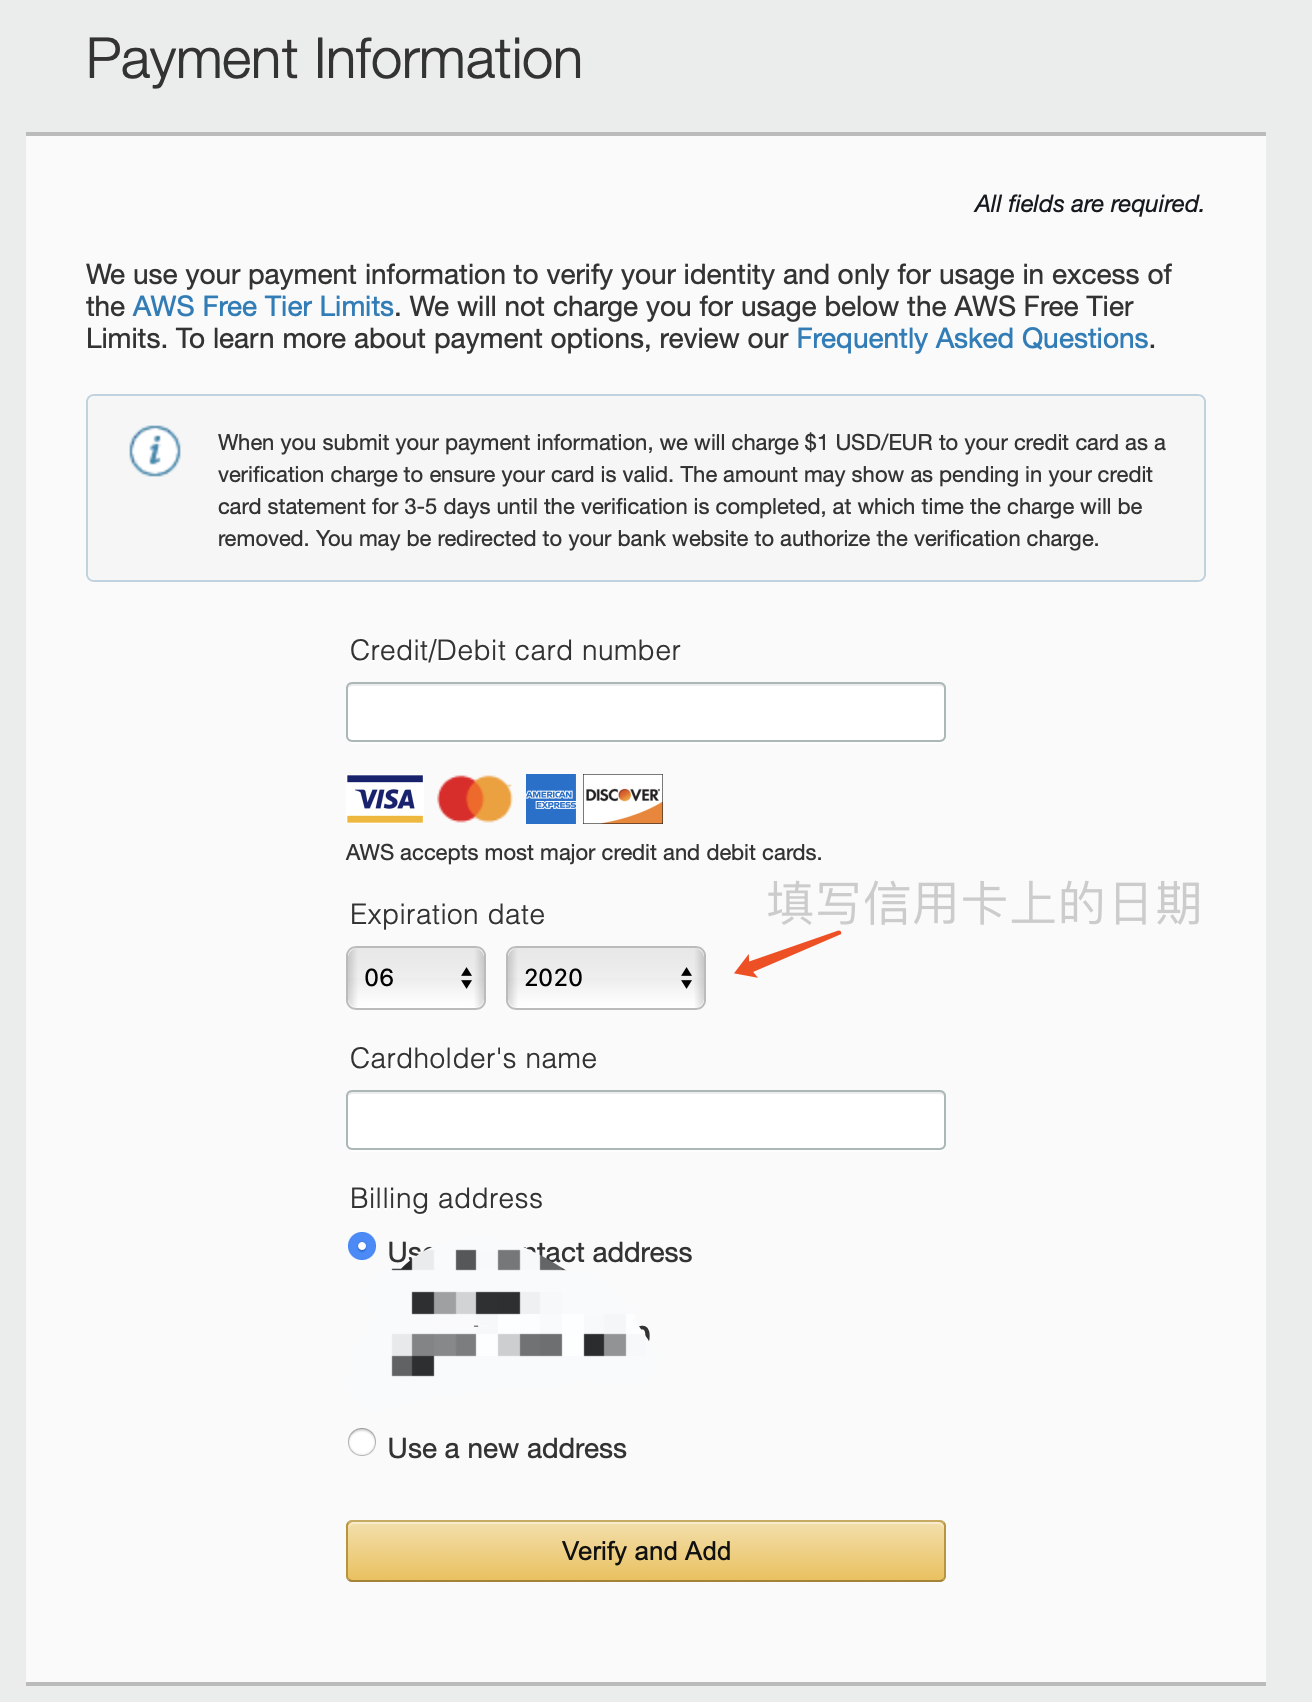 Payment Information
All fields are required.
We use your payment information to verify your identity and only for usage in excess of
the AWS Free Tier Limits. We will not charge you for usage below the AWS Free Tier
Limits. To learn more about payment options, review our Frequently Asked Questions.
i
When you submit your payment information, we will charge $1 USD/EUR to your credit card as a
verification charge to ensure your card is valid. The amount may show as pending in your credit
card statement for 3-5 days until the verification is completed, at which time the charge will be
removed. You may be redirected to your bank website to authorize the verification charge.
Credit/Debit card number
VISA AMERICAN EXPRESS DISCOVER
AWS accepts most major credit and debit cards.
填写信用卡上的日期
Expiration date
06 2020
Cardholder's name
Billing address
address
Use a new address
Verify and Add